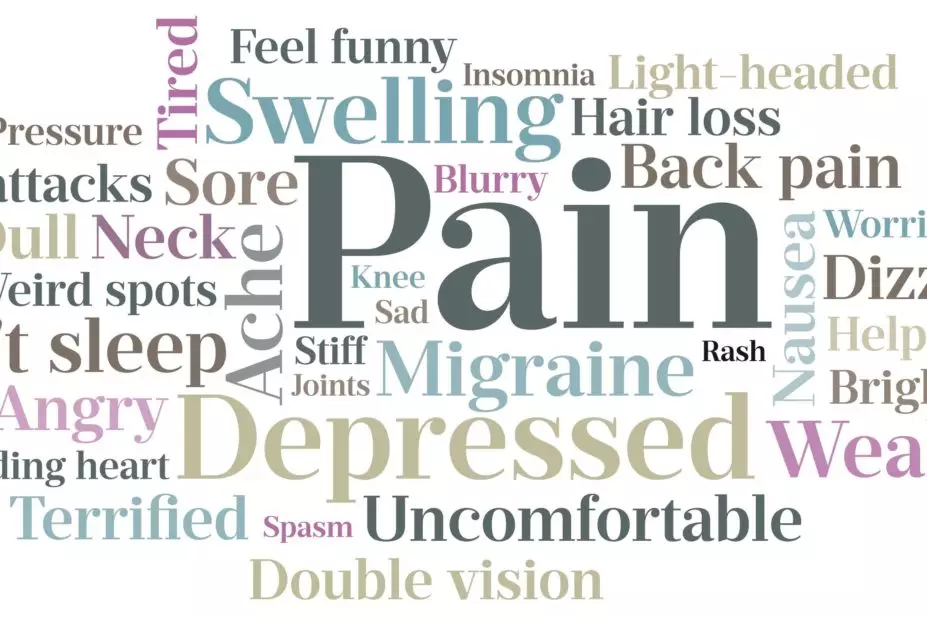 Tired
Feel funny
Insomnia
Light-headed
Swelling
Hair loss
Pressure
attacks
Sore
Pain
Blurry
Back pain
Dull
Neck
Ache
Knee
Nausea
Worri
Weird spots
Sad
Dizz
't sleep
Stiff
Joints
Migraine
Rash
Help
Brigh
Angry
Depressed
Wea
ding heart
Terrified
Spasm
Uncomfortable
Double vision